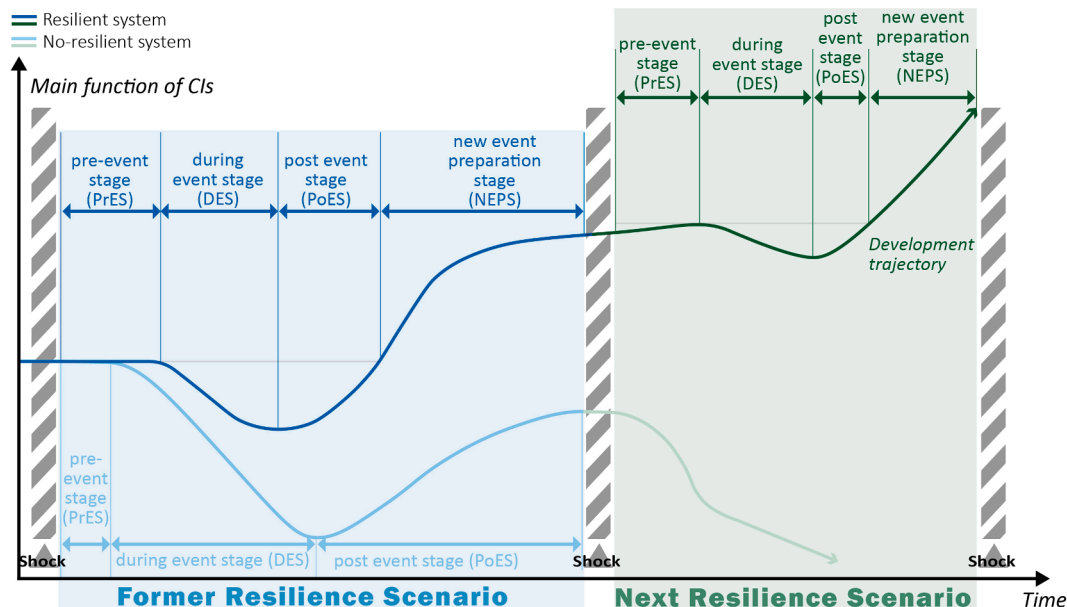 Resilient system
No-resilient system
Main function of CIs
pre-event
stage
(PrES)
during
event stage
(DES)
post event
stage
(PoES)
new event
preparation
stage
(NEPS)
pre-event
stage
(PrES)
during
event stage
(DES)
post
event
stage
(PoES)
new event
preparation
stage
(NEPS)
Development
trajectory
pre-
event
stage
(PrES)
during event stage (DES)
post event stage (PoES)
Shock
Shock
Shock
Former Resilience Scenario
Next Resilience Scenario
Time